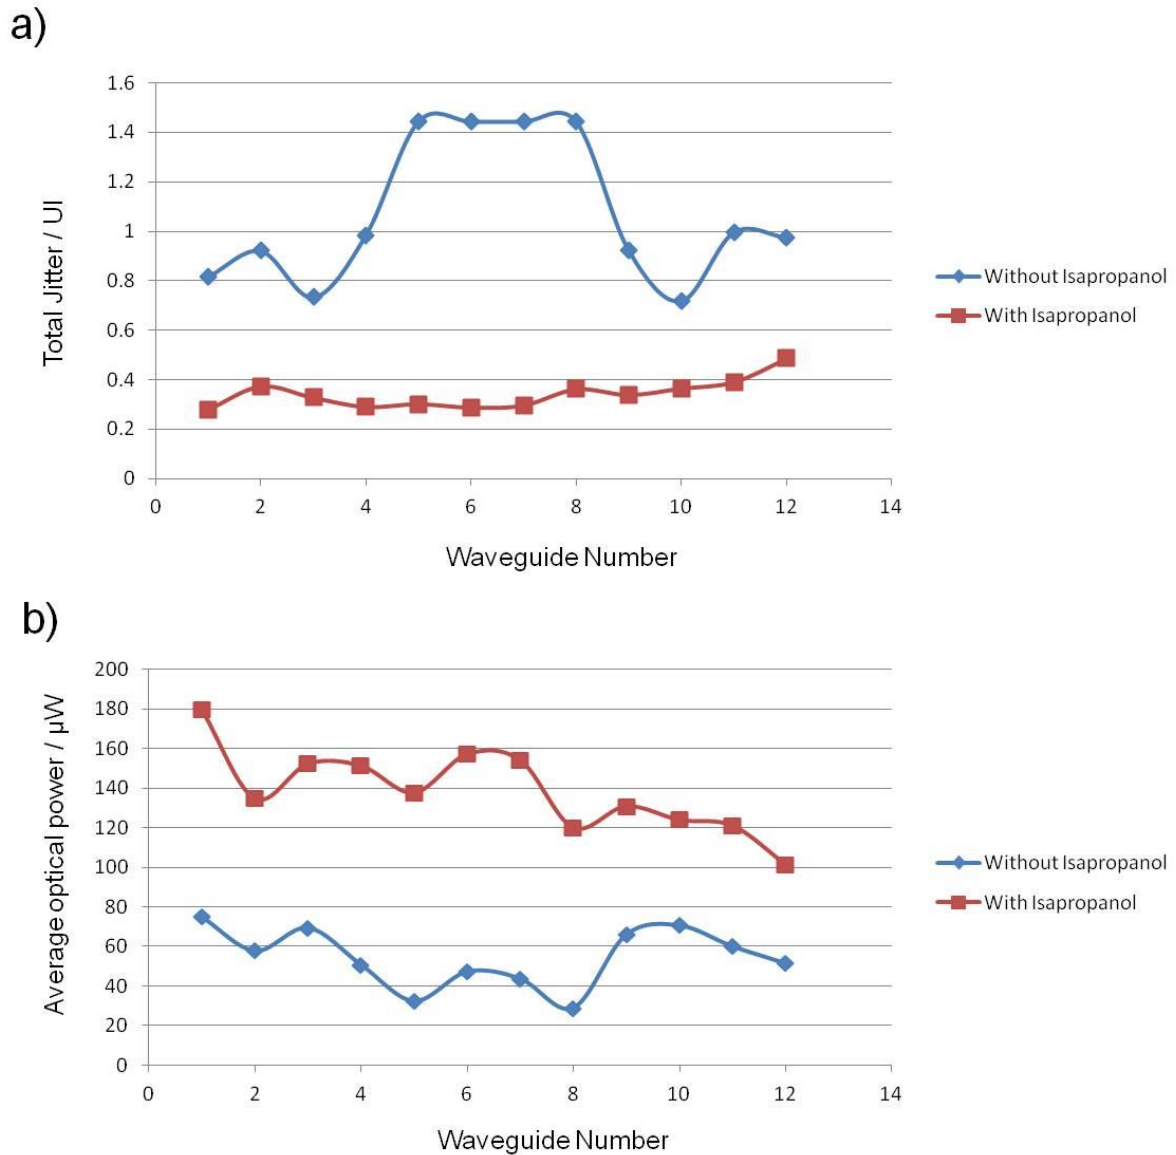 a)
1.6
1.4
1.2
1
0.8
0.6
0.4
0.2
0
Total Jitter / UI
0 2 4 6 8 10 12 14
Waveguide Number
Without Isapropanol
With Isapropanol
b)
200
180
160
140
120
100
80
60
40
20
0
Average optical power / µW
0 2 4 6 8 10 12 14
Waveguide Number
Without Isapropanol
With Isapropanol